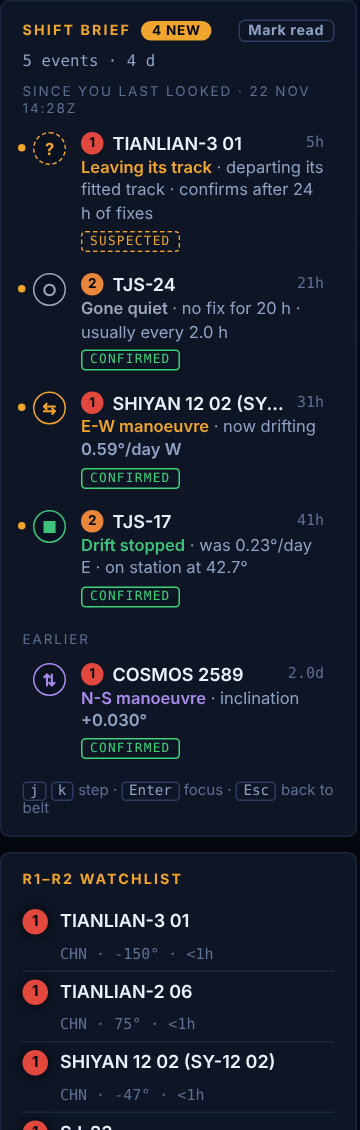 SHIFT BRIEF 4 NEW Mark read
5 events · 4 d
SINCE YOU LAST LOOKED · 22 NOV
14:28Z
? 1 TIANLIAN-3 01 5h
Leaving its track · departing its
fitted track · confirms after 24
h of fixes
SUSPECTED
2 TJS-24 21h
Gone quiet · no fix for 20 h ·
usually every 2.0 h
CONFIRMED
1 SHIYAN 12 02 (SY... 31h
E-W manoeuvre · now drifting
0.59°/day W
CONFIRMED
2 TJS-17 41h
Drift stopped · was 0.23°/day
E · on station at 42.7°
CONFIRMED
EARLIER
1 COSMOS 2589 2.0d
N-S manoeuvre · inclination
+0.030°
CONFIRMED
j k step · Enter focus · Esc back to
belt
R1–R2 WATCHLIST
1 TIANLIAN-3 01
CHN · -150° · <1h
1 TIANLIAN-2 06
CHN · 75° · <1h
1 SHIYAN 12 02 (SY-12 02)
CHN · -47° · <1h